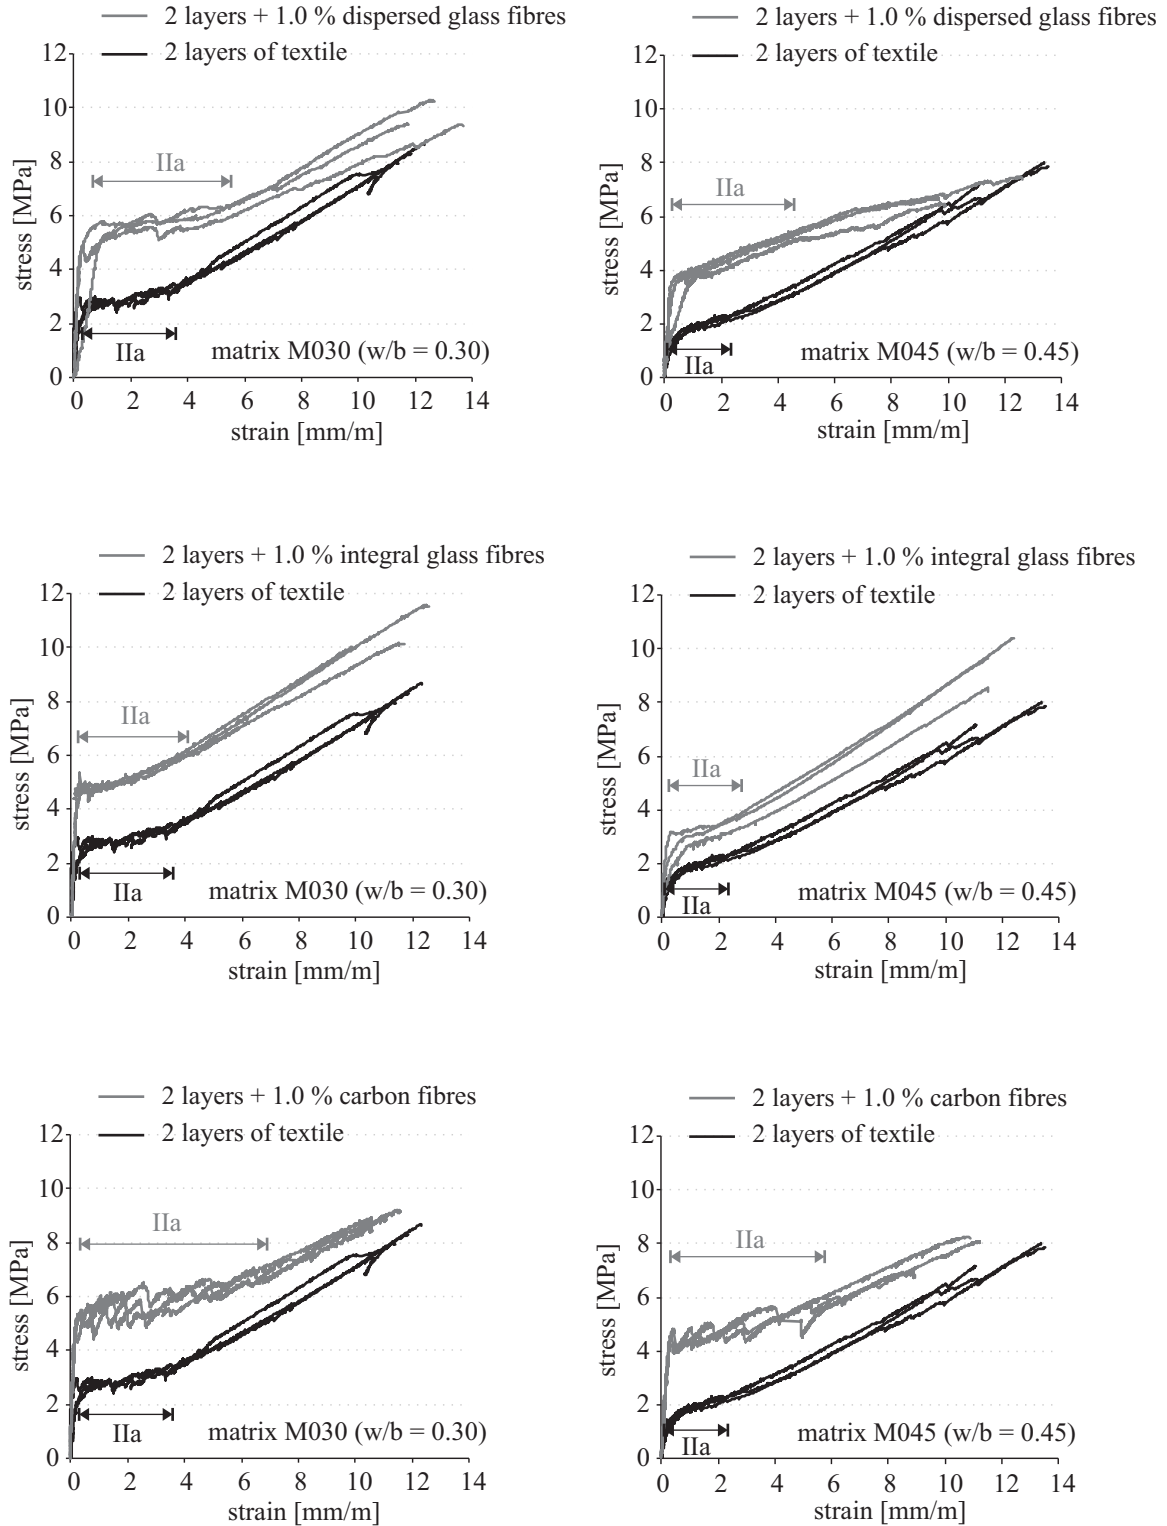 2 layers + 1.0 % dispersed glass fibres
2 layers of textile
12
10
8
6
4
2
0
stress [MPa]
IIa
IIa
matrix M030 (w/b = 0.30)
0 2 4 6 8 10 12 14
strain [mm/m]
2 layers + 1.0 % dispersed glass fibres
2 layers of textile
12
10
8
6
4
2
0
stress [MPa]
IIa
IIa
matrix M045 (w/b = 0.45)
0 2 4 6 8 10 12 14
strain [mm/m]
2 layers + 1.0 % integral glass fibres
2 layers of textile
12
10
8
6
4
2
0
stress [MPa]
IIa
IIa
matrix M030 (w/b = 0.30)
0 2 4 6 8 10 12 14
strain [mm/m]
2 layers + 1.0 % integral glass fibres
2 layers of textile
12
10
8
6
4
2
0
stress [MPa]
IIa
IIa
matrix M045 (w/b = 0.45)
0 2 4 6 8 10 12 14
strain [mm/m]
2 layers + 1.0 % carbon fibres
2 layers of textile
12
10
8
6
4
2
0
stress [MPa]
IIa
IIa
matrix M030 (w/b = 0.30)
0 2 4 6 8 10 12 14
strain [mm/m]
2 layers + 1.0 % carbon fibres
2 layers of textile
12
10
8
6
4
2
0
stress [MPa]
IIa
IIa
matrix M045 (w/b = 0.45)
0 2 4 6 8 10 12 14
strain [mm/m]